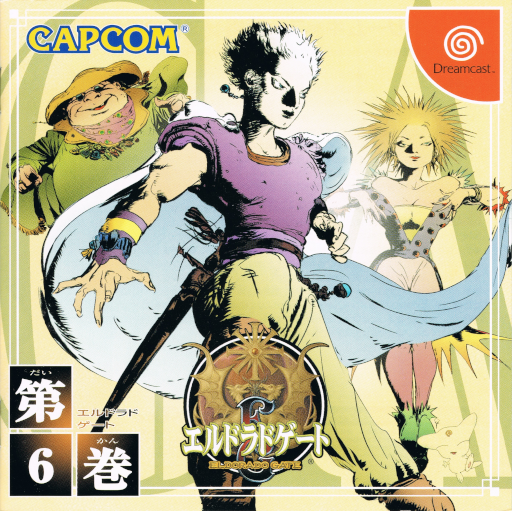 CAPCOM®
Dreamcast.
だい
第
エルドラド
ゲート
かん
6 巻
エルドラドゲート
ELDORADO GATE ®